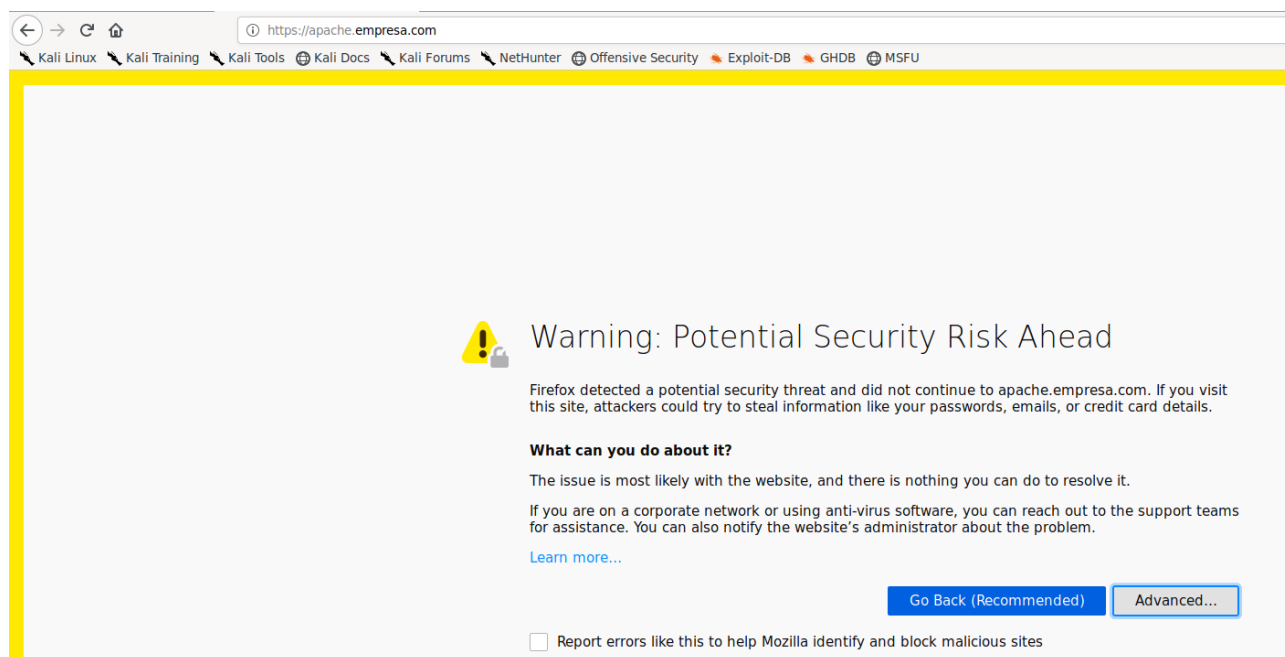 https://apache.empresa.com
Kali Linux Kali Training Kali Tools Kali Docs Kali Forums NetHunter Offensive Security Exploit-DB GHDB MSFU
Warning: Potential Security Risk Ahead
Firefox detected a potential security threat and did not continue to apache.empresa.com. If you visit
this site, attackers could try to steal information like your passwords, emails, or credit card details.
What can you do about it?
The issue is most likely with the website, and there is nothing you can do to resolve it.
If you are on a corporate network or using anti-virus software, you can reach out to the support teams
for assistance. You can also notify the website’s administrator about the problem.
Learn more…
Go Back (Recommended) Advanced…
Report errors like this to help Mozilla identify and block malicious sites